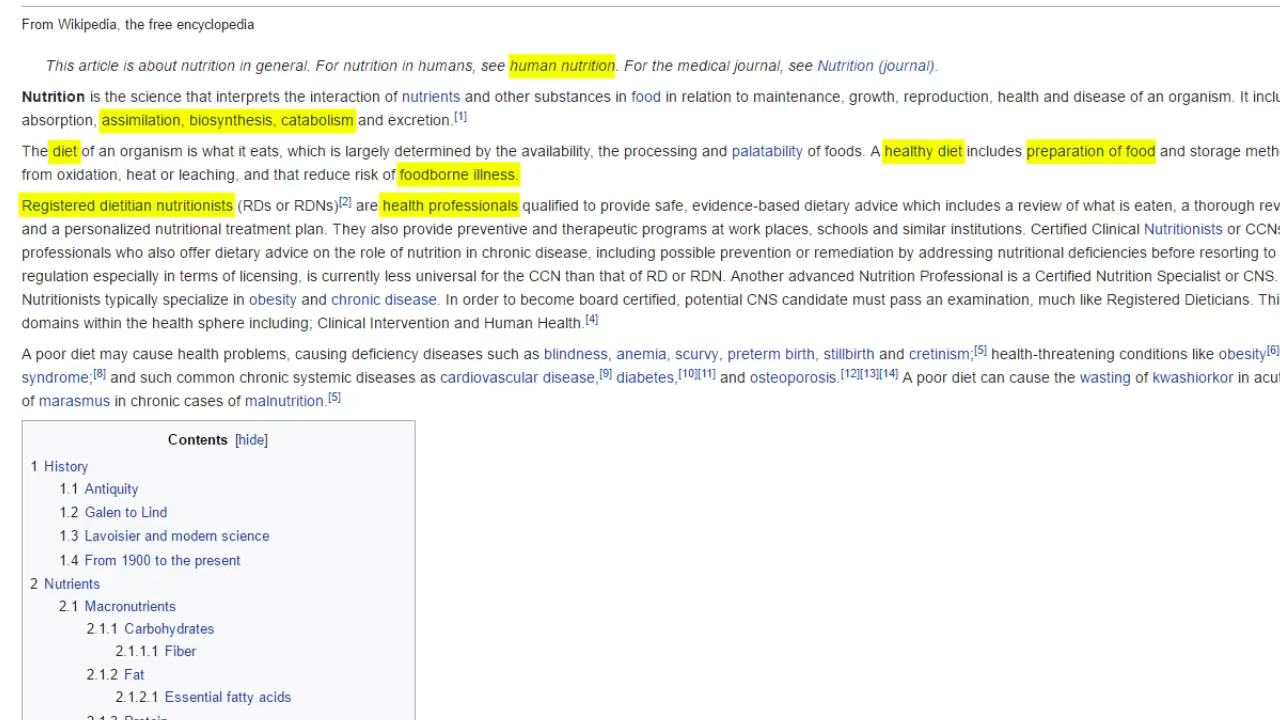 From Wikipedia, the free encyclopedia
This article is about nutrition in general. For nutrition in humans, see human nutrition. For the medical journal, see Nutrition (journal).
Nutrition is the science that interprets the interaction of nutrients and other substances in food in relation to maintenance, growth, reproduction, health and disease of an organism. It
absorption, assimilation, biosynthesis, catabolism and excretion.[1]
The diet of an organism is what it eats, which is largely determined by the availability, the processing and palatability of foods. A healthy diet includes preparation of food and storage
from oxidation, heat or leaching, and that reduce risk of foodborne illness.
Registered dietitian nutritionists (RDs or RDNs)[2] are health professionals qualified to provide safe, evidence-based dietary advice which includes a review of what is eaten, a thorough
and a personalized nutritional treatment plan. They also provide preventive and therapeutic programs at work places, schools and similar institutions. Certified Clinical Nutritionists or CCNs
professionals who also offer dietary advice on the role of nutrition in chronic disease, including possible prevention or remediation by addressing nutritional deficiencies before resorting to
regulation especially in terms of licensing, is currently less universal for the CCN than that of RD or RDN. Another advanced Nutrition Professional is a Certified Nutrition Specialist or CNS.
Nutritionists typically specialize in obesity and chronic disease. In order to become board certified, potential CNS candidate must pass an examination, much like Registered Dieticians.
domains within the health sphere including; Clinical Intervention and Human Health.[4]
A poor diet may cause health problems, causing deficiency diseases such as blindness, anemia, scurvy, preterm birth, stillbirth and cretinism;[5] health-threatening conditions like obesity[6]
syndrome;[8] and such common chronic systemic diseases as cardiovascular disease,[9] diabetes,[10][11] and osteoporosis.[12][13][14] A poor diet can cause the wasting of kwashiorkor in
of marasmus in chronic cases of malnutrition.[5]
Contents [hide]
1 History
1.1 Antiquity
1.2 Galen to Lind
1.3 Lavoisier and modern science
1.4 From 1900 to the present
2 Nutrients
2.1 Macronutrients
2.1.1 Carbohydrates
2.1.1.1 Fiber
2.1.2 Fat
2.1.2.1 Essential fatty acids
2.1.3 Protein